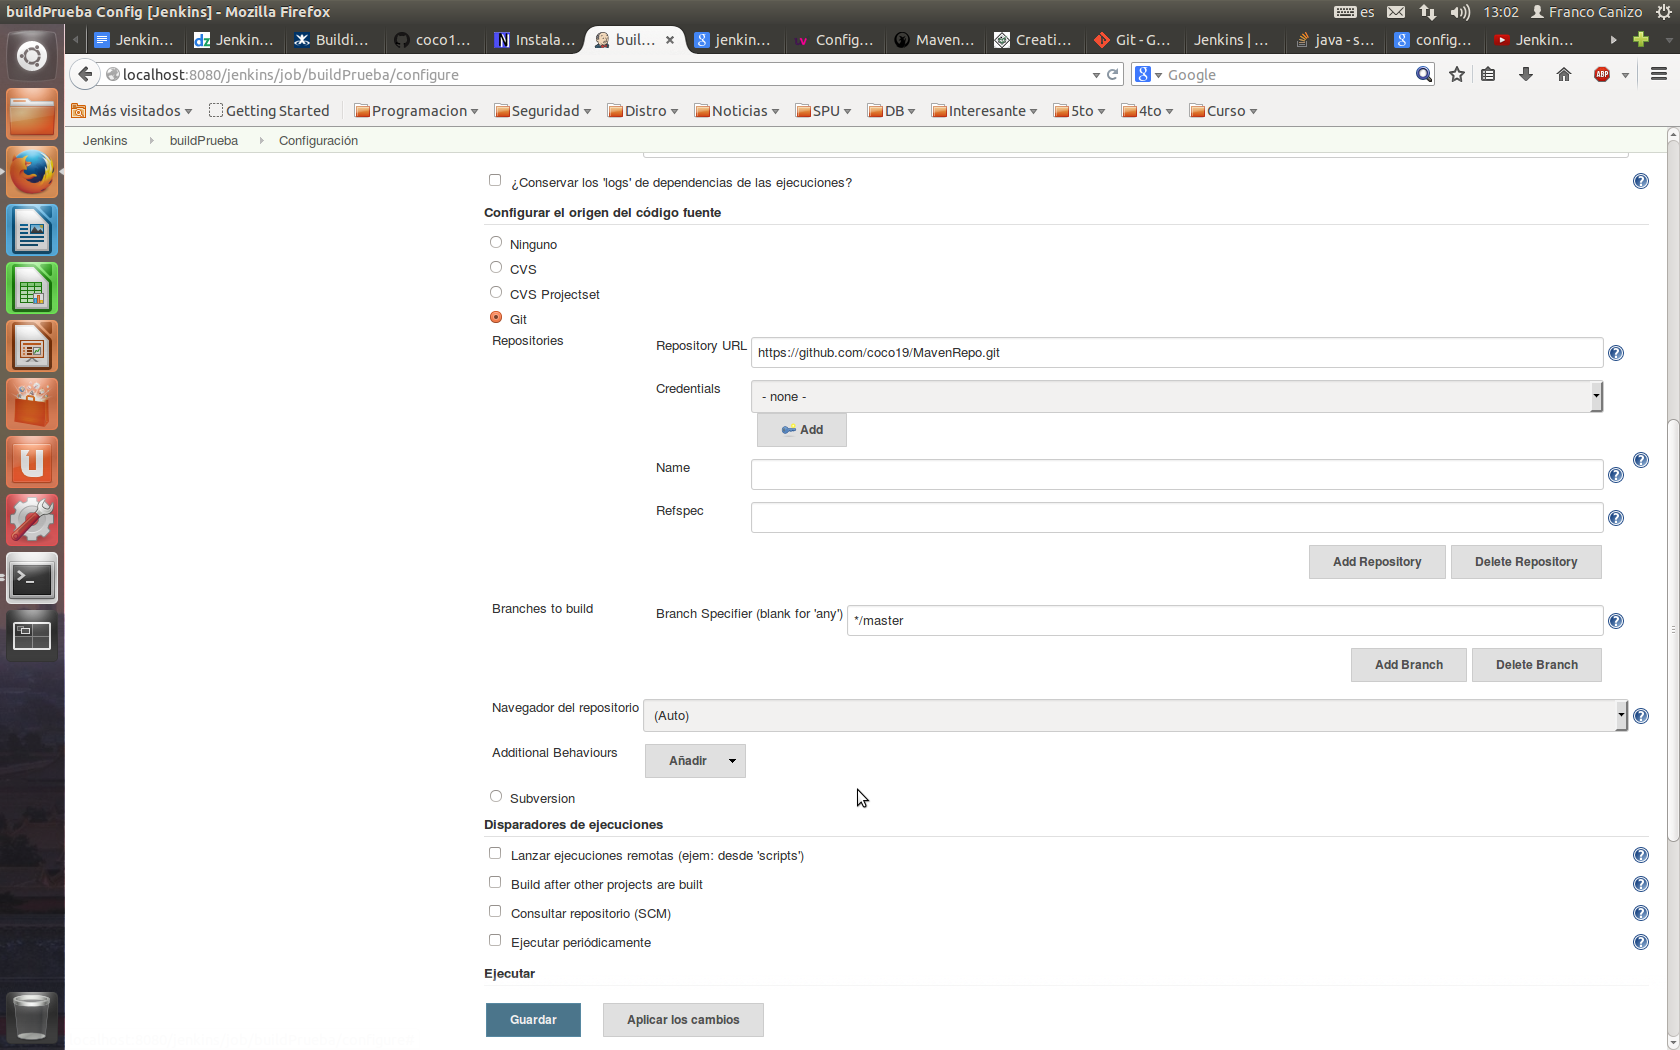 buildPrueba Config [Jenkins] - Mozilla Firefox
es 13:02 Franco Canizo
Jenkin... Jenkin... Buildi... coco1... Instala... buil... jenkin... Config... Maven... Creati... Git - G... Jenkins | ... java - s... config... Jenkin...
localhost:8080/jenkins/job/buildPrueba/configure Google ABP
Más visitados Getting Started Programacion Seguridad Distro Noticias SPU DB Interesante 5to 4to Curso
Jenkins buildPrueba Configuración
¿Conservar los 'logs' de dependencias de las ejecuciones?
Configurar el origen del código fuente
Ninguno
CVS
CVS Projectset
Git
Repositories
Repository URL https://github.com/coco19/MavenRepo.git
Credentials - none -
Add
Name
Refspec
Add Repository Delete Repository
Branches to build Branch Specifier (blank for 'any') */master
Add Branch Delete Branch
Navegador del repositorio (Auto)
Additional Behaviours Añadir
Subversion
Disparadores de ejecuciones
Lanzar ejecuciones remotas (ejem: desde 'scripts')
Build after other projects are built
Consultar repositorio (SCM)
Ejecutar periódicamente
Ejecutar
Guardar Aplicar los cambios